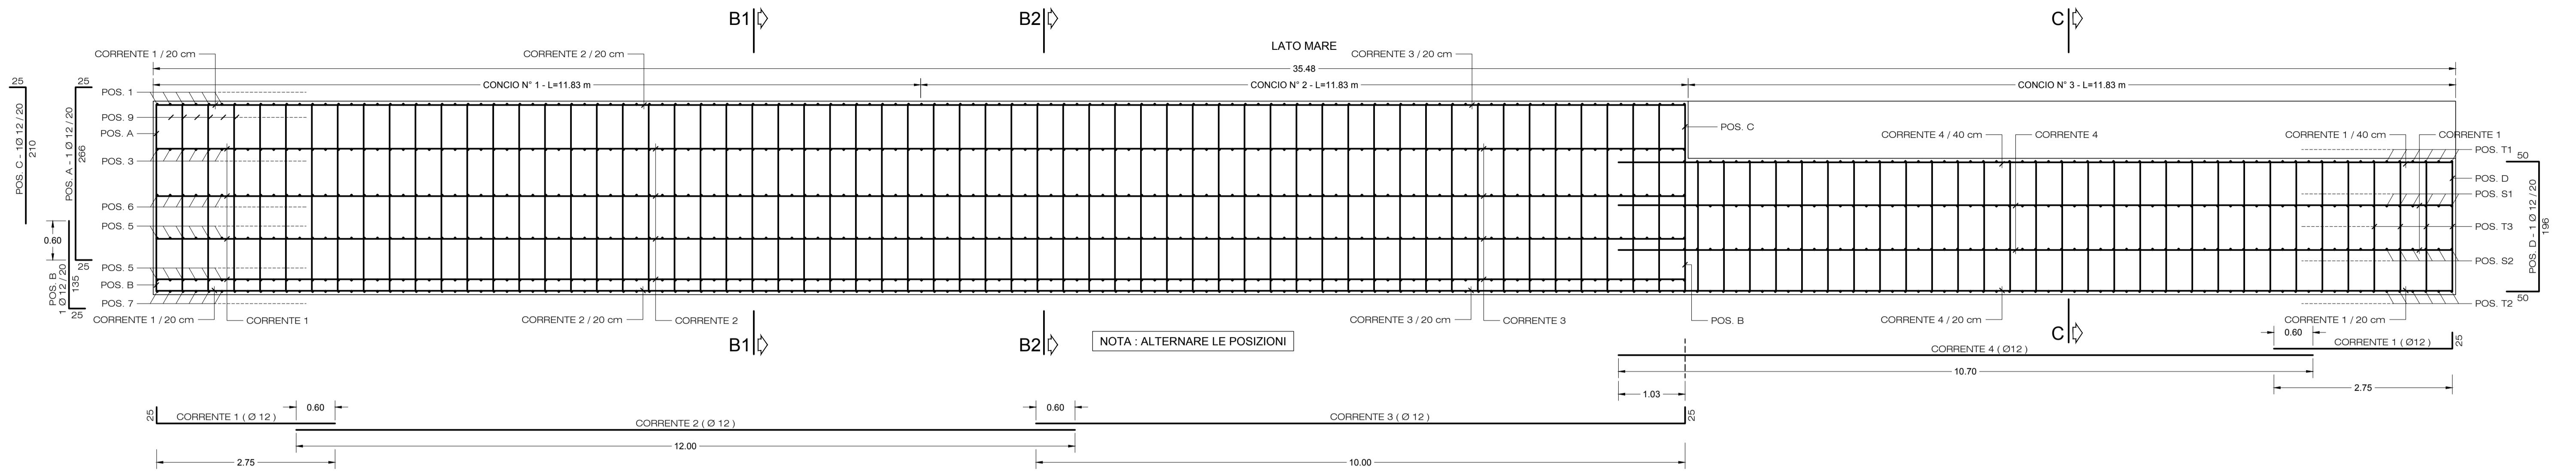 B1
B2
C
LATO MARE
CORRENTE 1 / 20 cm
CORRENTE 2 / 20 cm
CORRENTE 3 / 20 cm
35.48
CONCIO N° 1 - L=11.83 m
CONCIO N° 2 - L=11.83 m
CONCIO N° 3 - L=11.83 m
25
POS. C - 1Ø 12 / 20
210
25
POS. A - 1 Ø 12 / 20
266
25
0.60
POS. B
1 Ø 12 / 20
135
25
POS. 1
POS. 9
POS. A
POS. 3
POS. 6
POS. 5
POS. 5
POS. B
POS. 7
POS. C
CORRENTE 4 / 40 cm
CORRENTE 4
CORRENTE 1 / 40 cm
CORRENTE 1
POS. T1
POS. D
POS. S1
POS. T3
POS. S2
POS. T2
50
POS. D - 1 Ø 12 / 20
196
50
CORRENTE 1 / 20 cm
CORRENTE 1
CORRENTE 2 / 20 cm
CORRENTE 2
CORRENTE 3 / 20 cm
CORRENTE 3
POS. B
CORRENTE 4 / 20 cm
CORRENTE 1 / 20 cm
B1
B2
NOTA : ALTERNARE LE POSIZIONI
C
0.60
CORRENTE 1 ( Ø12 )
25
CORRENTE 4 ( Ø12 )
10.70
2.75
1.03
25
CORRENTE 1 ( Ø 12 )
0.60
CORRENTE 2 ( Ø 12 )
0.60
CORRENTE 3 ( Ø 12 )
25
12.00
2.75
10.00